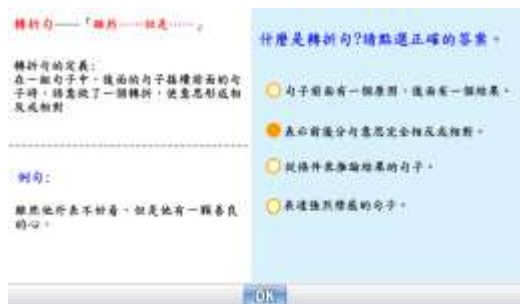 轉折句——「雖然……但是……」
轉折句的定義：
在一組句子中，後面的句子接續前面的句
子時，語意做了一個轉折，使意思形成相
反或相對
例句：
雖然他外表不好看，但是他有一顆善良
的心。
什麼是轉折句?請點選正確的答案。
句子前面有一個原因，後面有一個結果。
表示前後分句意思完全相反或相對。
從條件來推論結果的句子。
表達強烈情感的句子。
OK